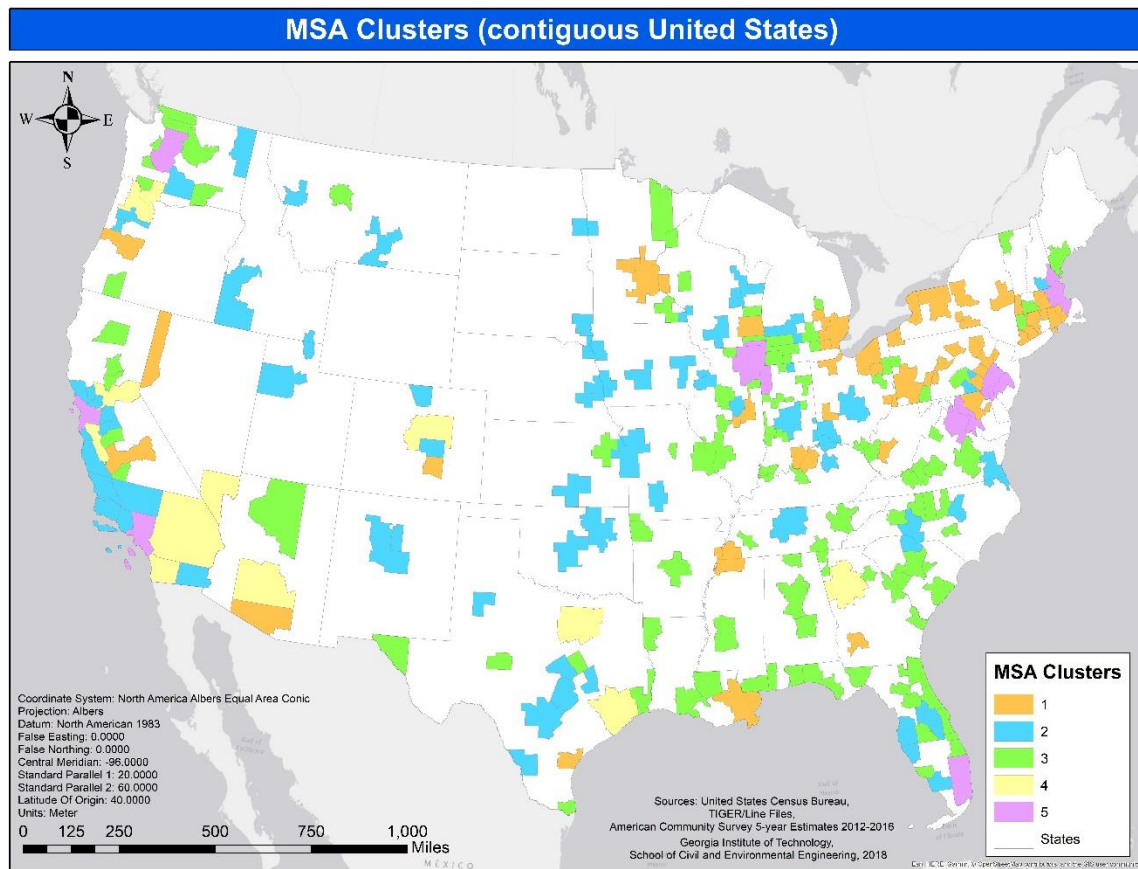 MSA Clusters (contiguous United States)
N
W E
S
Coordinate System: North America Albers Equal Area Conic
Projection: Albers
Datum: North American 1983
False Easting: 0.0000
False Northing: 0.0000
Central Meridian: -96.0000
Standard Parallel 1: 20.0000
Standard Parallel 2: 60.0000
Latitude Of Origin: 40.0000
Units: Meter
0 125 250 500 750 1,000
Miles
MÉXICO
Sources: United States Census Bureau,
TIGER/Line Files,
American Community Survey 5-year Estimates 2012-2016
Georgia Institute of Technology,
School of Civil and Environmental Engineering, 2018
MSA Clusters
1
2
3
4
5
States